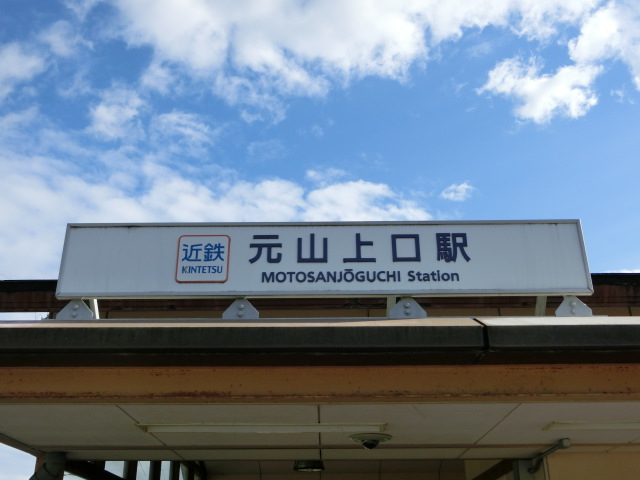 近鉄
KINTETSU
元山上口駅
MOTOSANJŌGUCHI Station